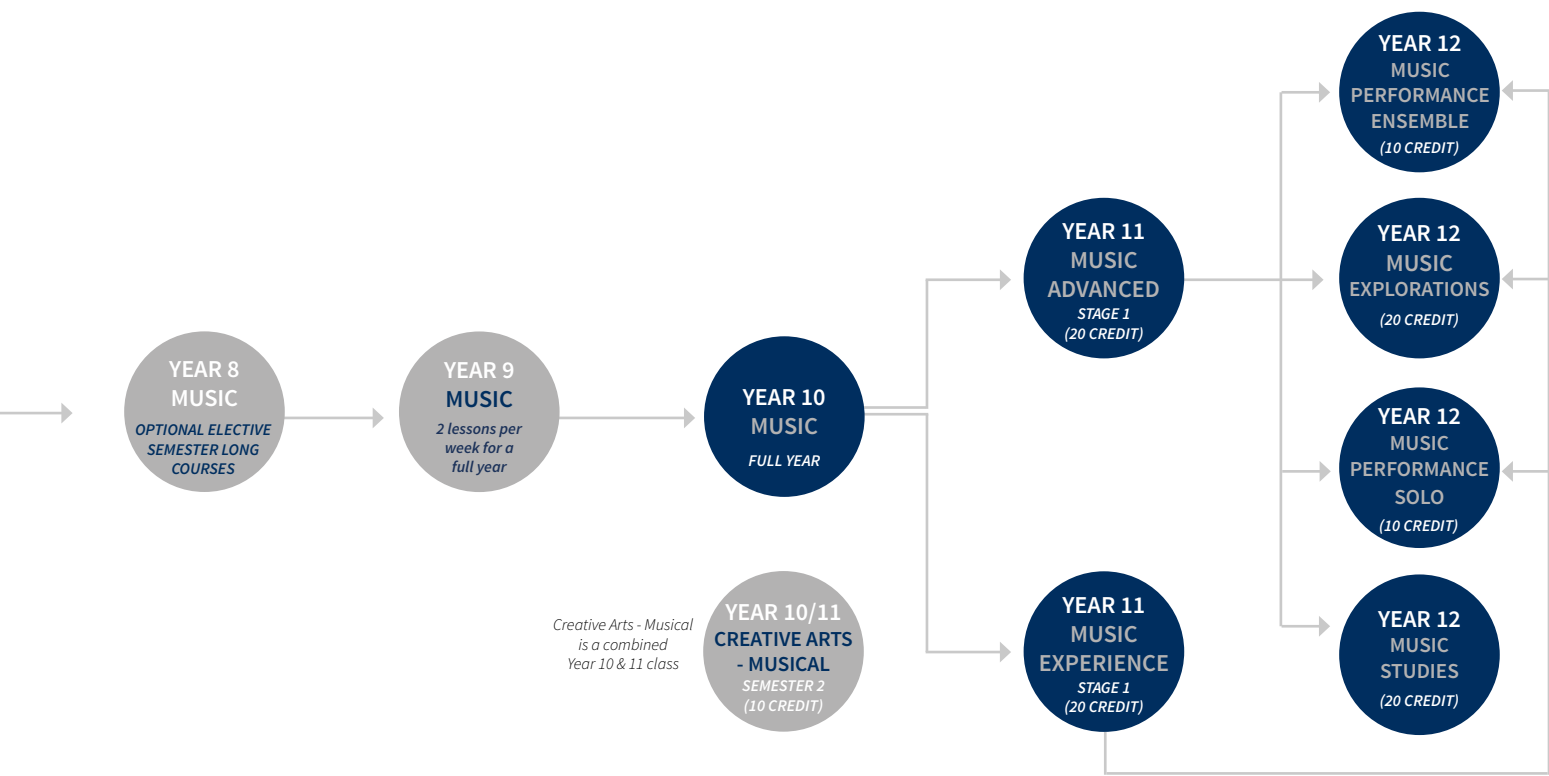 YEAR 8
MUSIC
OPTIONAL ELECTIVE
SEMESTER LONG
COURSES
YEAR 9
MUSIC
2 lessons per
week for a
full year
YEAR 10
MUSIC
FULL YEAR
Creative Arts - Musical
is a combined
Year 10 & 11 class
YEAR 10/11
CREATIVE ARTS
- MUSICAL
SEMESTER 2
(10 CREDIT)
YEAR 11
MUSIC
ADVANCED
STAGE 1
(20 CREDIT)
YEAR 11
MUSIC
EXPERIENCE
STAGE 1
(20 CREDIT)
YEAR 12
MUSIC
PERFORMANCE
ENSEMBLE
(10 CREDIT)
YEAR 12
MUSIC
EXPLORATIONS
(20 CREDIT)
YEAR 12
MUSIC
PERFORMANCE
SOLO
(10 CREDIT)
YEAR 12
MUSIC
STUDIES
(20 CREDIT)